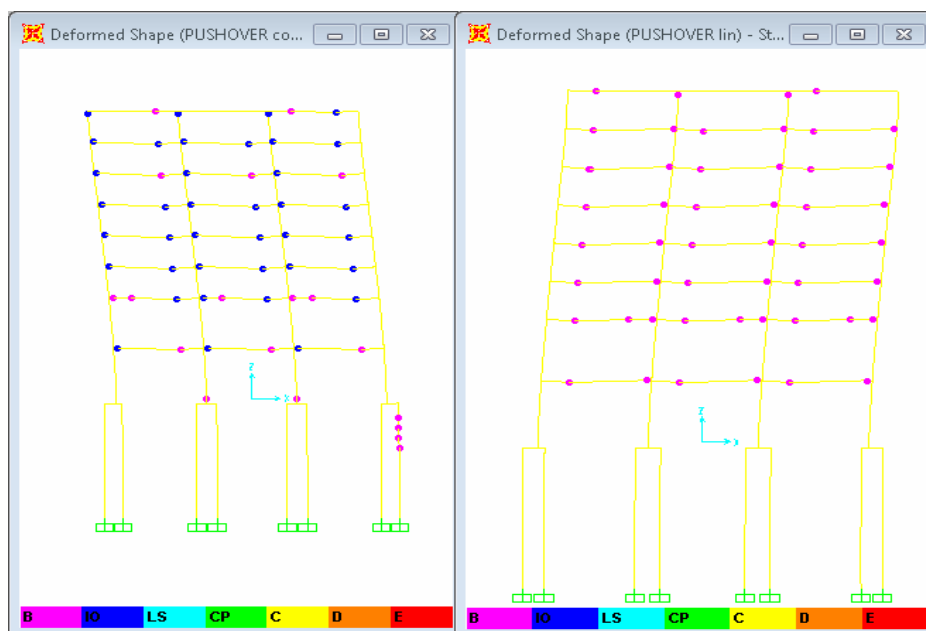 Deformed Shape (PUSHOVER co...
Z
X
B IO LS CP C D E
Deformed Shape (PUSHOVER lin) - St...
Z
X
B IO LS CP C D E